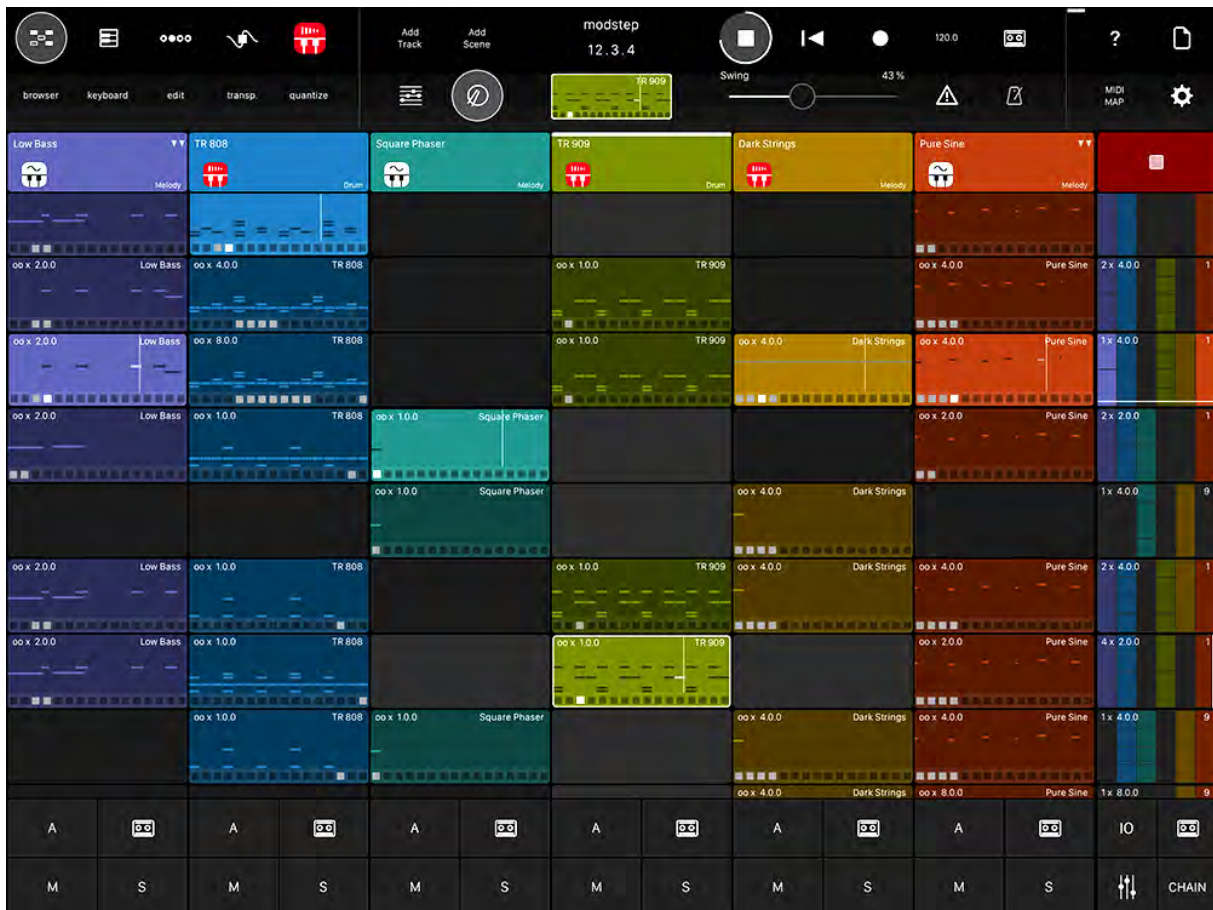 Add Track
Add Scene
modstep
12.3.4
120.0
?
browser
keyboard
edit
transp.
quantize
TR 909
Swing
43 %
MIDI MAP
Low Bass
TR 808
Square Phaser
TR 909
Dark Strings
Pure Sine
Melody
Drum
Melody
Drum
Melody
Melody
oo x 2.0.0 Low Bass
oo x 4.0.0 TR 808
oo x 1.0.0 TR 909
oo x 4.0.0 Pure Sine
2 x 4.0.0 1
oo x 2.0.0 Low Bass
oo x 8.0.0 TR 808
oo x 1.0.0 TR 909
oo x 4.0.0 Dark Strings
oo x 4.0.0 Pure Sine
1 x 4.0.0 1
oo x 2.0.0 Low Bass
oo x 1.0.0 TR 808
oo x 1.0.0 Square Phaser
oo x 2.0.0 Pure Sine
2 x 2.0.0 1
oo x 1.0.0 Square Phaser
oo x 4.0.0 Dark Strings
1 x 4.0.0 9
oo x 2.0.0 Low Bass
oo x 1.0.0 TR 808
oo x 1.0.0 TR 909
oo x 4.0.0 Dark Strings
oo x 4.0.0 Pure Sine
2 x 4.0.0 1
oo x 2.0.0 Low Bass
oo x 1.0.0 TR 808
oo x 1.0.0 TR 909
oo x 2.0.0 Pure Sine
4 x 2.0.0 1
oo x 1.0.0 TR 808
oo x 1.0.0 Square Phaser
oo x 4.0.0 Dark Strings
oo x 4.0.0 Pure Sine
1 x 4.0.0 9
oo x 4.0.0 Dark Strings
oo x 8.0.0 Pure Sine
1 x 8.0.0 9
A A A A A A IO
M S M S M S M S M S M S CHAIN